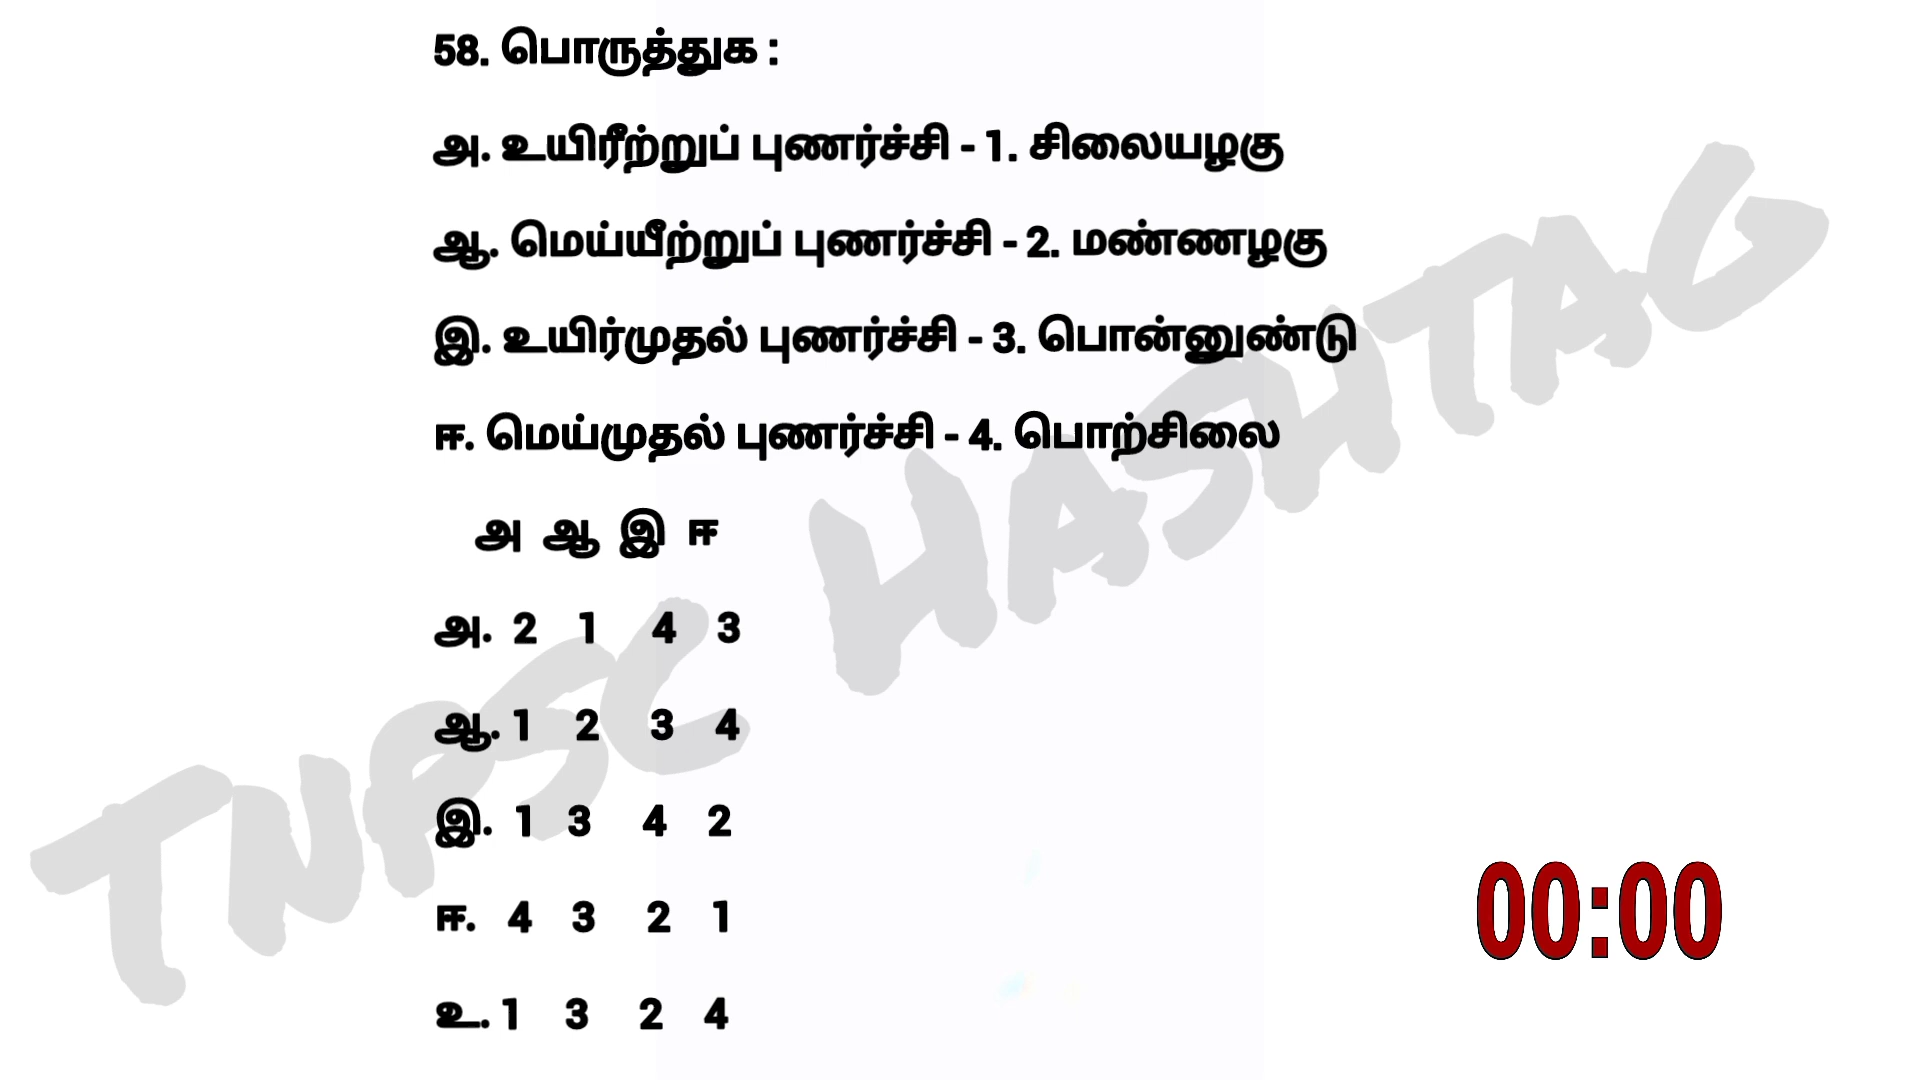 58. பொருத்துக :
அ. உயிரீற்றுப் புணர்ச்சி - 1. சிலையழகு
ஆ. மெய்யீற்றுப் புணர்ச்சி - 2. மண்ணழகு
இ. உயிர்முதல் புணர்ச்சி - 3. பொன்னுண்டு
ஈ. மெய்முதல் புணர்ச்சி - 4. பொற்சிலை
அ ஆ இ ஈ
அ. 2 1 4 3
ஆ. 1 2 3 4
இ. 1 3 4 2
ஈ. 4 3 2 1
உ. 1 3 2 4
00:00
TNPSC HASHTAG